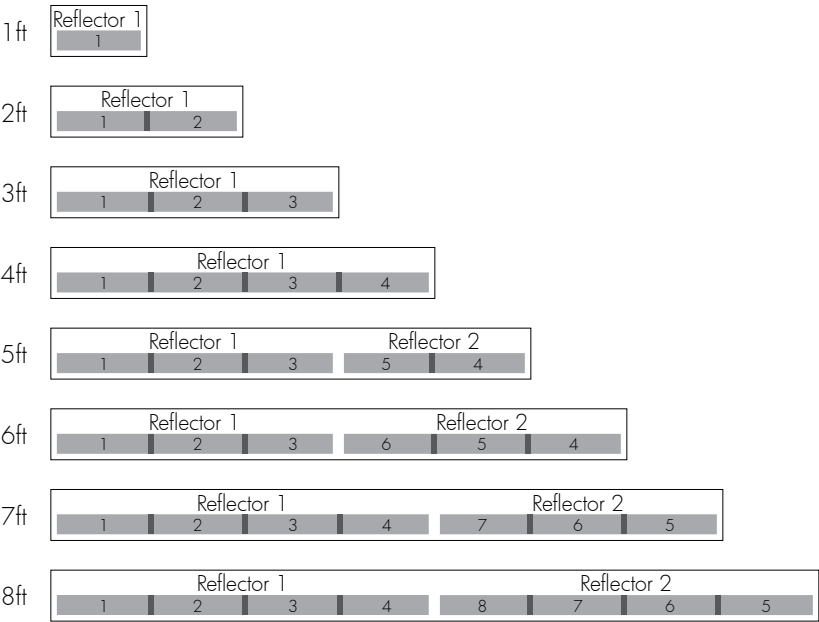 Reflector 1
1ft
1
Reflector 1
2ft
1 2
Reflector 1
3ft
1 2 3
Reflector 1
4ft
1 2 3 4
Reflector 1 Reflector 2
5ft
1 2 3 5 4
Reflector 1 Reflector 2
6ft
1 2 3 6 5 4
Reflector 1 Reflector 2
7ft
1 2 3 4 7 6 5
Reflector 1 Reflector 2
8ft
1 2 3 4 8 7 6 5